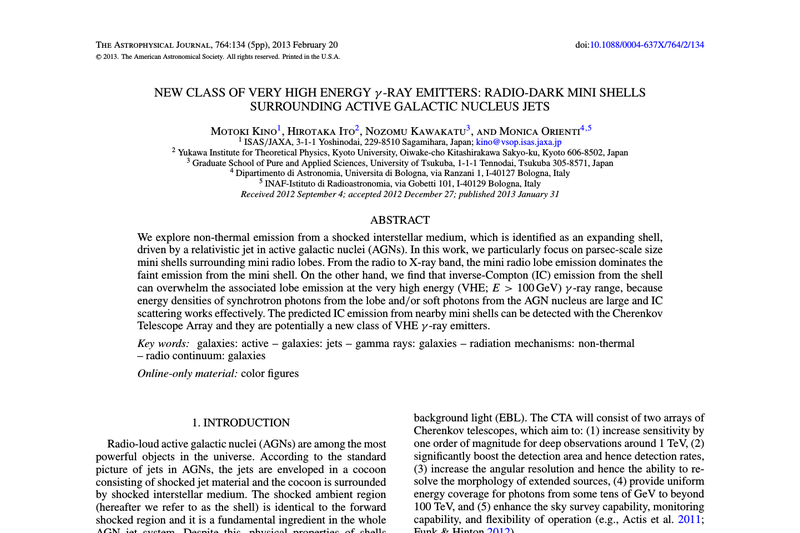 THE ASTROPHYSICAL JOURNAL, 764:134 (5pp), 2013 February 20
doi:10.1088/0004-637X/764/2/134
© 2013. The American Astronomical Society. All rights reserved. Printed in the U.S.A.
NEW CLASS OF VERY HIGH ENERGY γ-RAY EMITTERS: RADIO-DARK MINI SHELLS
SURROUNDING ACTIVE GALACTIC NUCLEUS JETS
MOTOKI KINO1, HIROTAKA ITO2, NOZOMU KAWAKATU3, AND MONICA ORIENTI4,5
1 ISAS/JAXA, 3-1-1 Yoshinodai, 229-8510 Sagamihara, Japan; kino@vsop.isas.jaxa.jp
2 Yukawa Institute for Theoretical Physics, Kyoto University, Oiwake-cho Kitashirakawa Sakyo-ku, Kyoto 606-8502, Japan
3 Graduate School of Pure and Applied Sciences, University of Tsukuba, 1-1-1 Tennodai, Tsukuba 305-8571, Japan
4 Dipartimento di Astronomia, Universita di Bologna, via Ranzani 1, I-40127 Bologna, Italy
5 INAF-Istituto di Radioastronomia, via Gobetti 101, I-40129 Bologna, Italy
Received 2012 September 4; accepted 2012 December 27; published 2013 January 31
ABSTRACT
We explore non-thermal emission from a shocked interstellar medium, which is identified as an expanding shell,
driven by a relativistic jet in active galactic nuclei (AGNs). In this work, we particularly focus on parsec-scale size
mini shells surrounding mini radio lobes. From the radio to X-ray band, the mini radio lobe emission dominates the
faint emission from the mini shell. On the other hand, we find that inverse-Compton (IC) emission from the shell
can overwhelm the associated lobe emission at the very high energy (VHE; E > 100 GeV) γ-ray range, because
energy densities of synchrotron photons from the lobe and/or soft photons from the AGN nucleus are large and IC
scattering works effectively. The predicted IC emission from nearby mini shells can be detected with the Cherenkov
Telescope Array and they are potentially a new class of VHE γ-ray emitters.
Key words: galaxies: active – galaxies: jets – gamma rays: galaxies – radiation mechanisms: non-thermal
– radio continuum: galaxies
Online-only material: color figures
1. INTRODUCTION
Radio-loud active galactic nuclei (AGNs) are among the most
powerful objects in the universe. According to the standard
picture of jets in AGNs, the jets are enveloped in a cocoon
consisting of shocked jet material and the cocoon is surrounded
by shocked interstellar medium. The shocked ambient region
(hereafter we refer to as the shell) is identical to the forward
shocked region and it is a fundamental ingredient in the whole
AGN jet system. Despite this, physical properties of shells
background light (EBL). The CTA will consist of two arrays of
Cherenkov telescopes, which aim to: (1) increase sensitivity by
one order of magnitude for deep observations around 1 TeV, (2)
significantly boost the detection area and hence detection rates,
(3) increase the angular resolution and hence the ability to re-
solve the morphology of extended sources, (4) provide uniform
energy coverage for photons from some tens of GeV to beyond
100 TeV, and (5) enhance the sky survey capability, monitoring
capability, and flexibility of operation (e.g., Actis et al. 2011;
Funk & Hinton 2012).